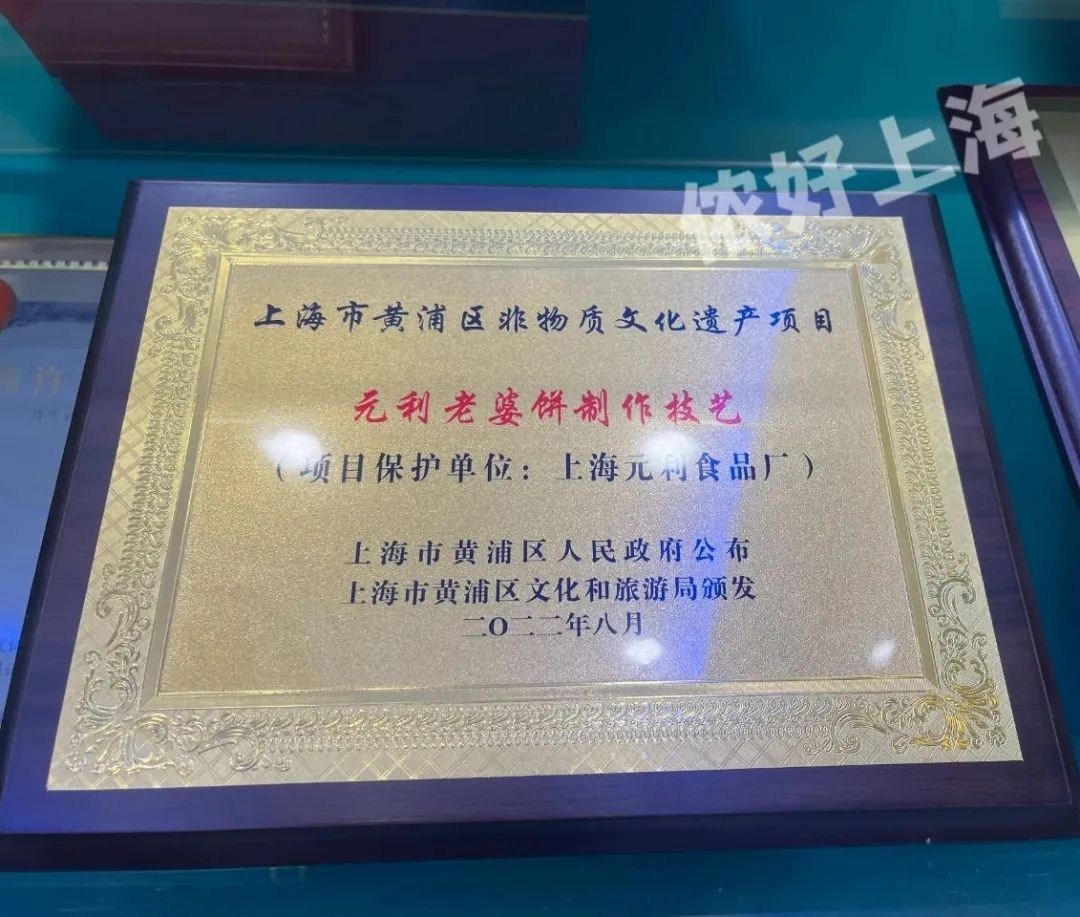 侬好上海
上海市黄浦区非物质文化遗产项目
元利老婆饼制作技艺
（项目保护单位：上海元利食品厂）
上海市黄浦区人民政府公布
上海市黄浦区文化和旅游局颁发
二〇二二年八月